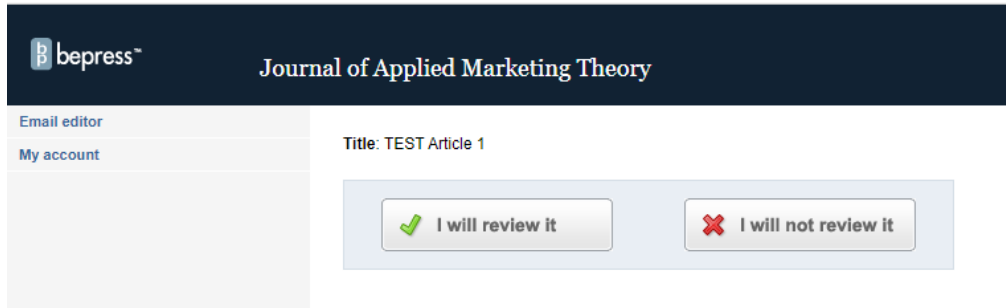 bepress™
Journal of Applied Marketing Theory
Email editor
My account
Title: TEST Article 1
I will review it
I will not review it